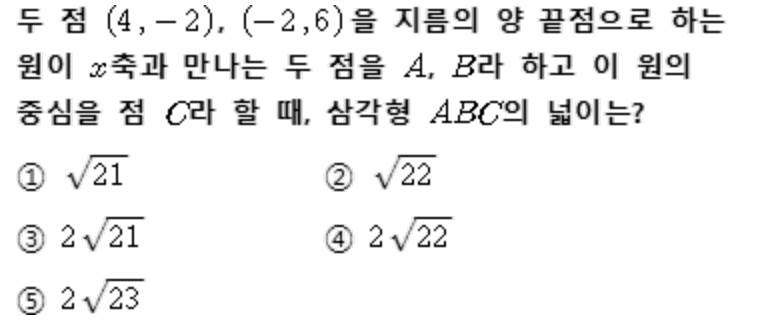 두 점 (4, −2), (−2,6)을 지름의 양 끝점으로 하는
원이 x축과 만나는 두 점을 A, B라 하고 이 원의
중심을 점 C라 할 때, 삼각형 ABC의 넓이는?
① √21 ② √22
③ 2√21 ④ 2√22
⑤ 2√23